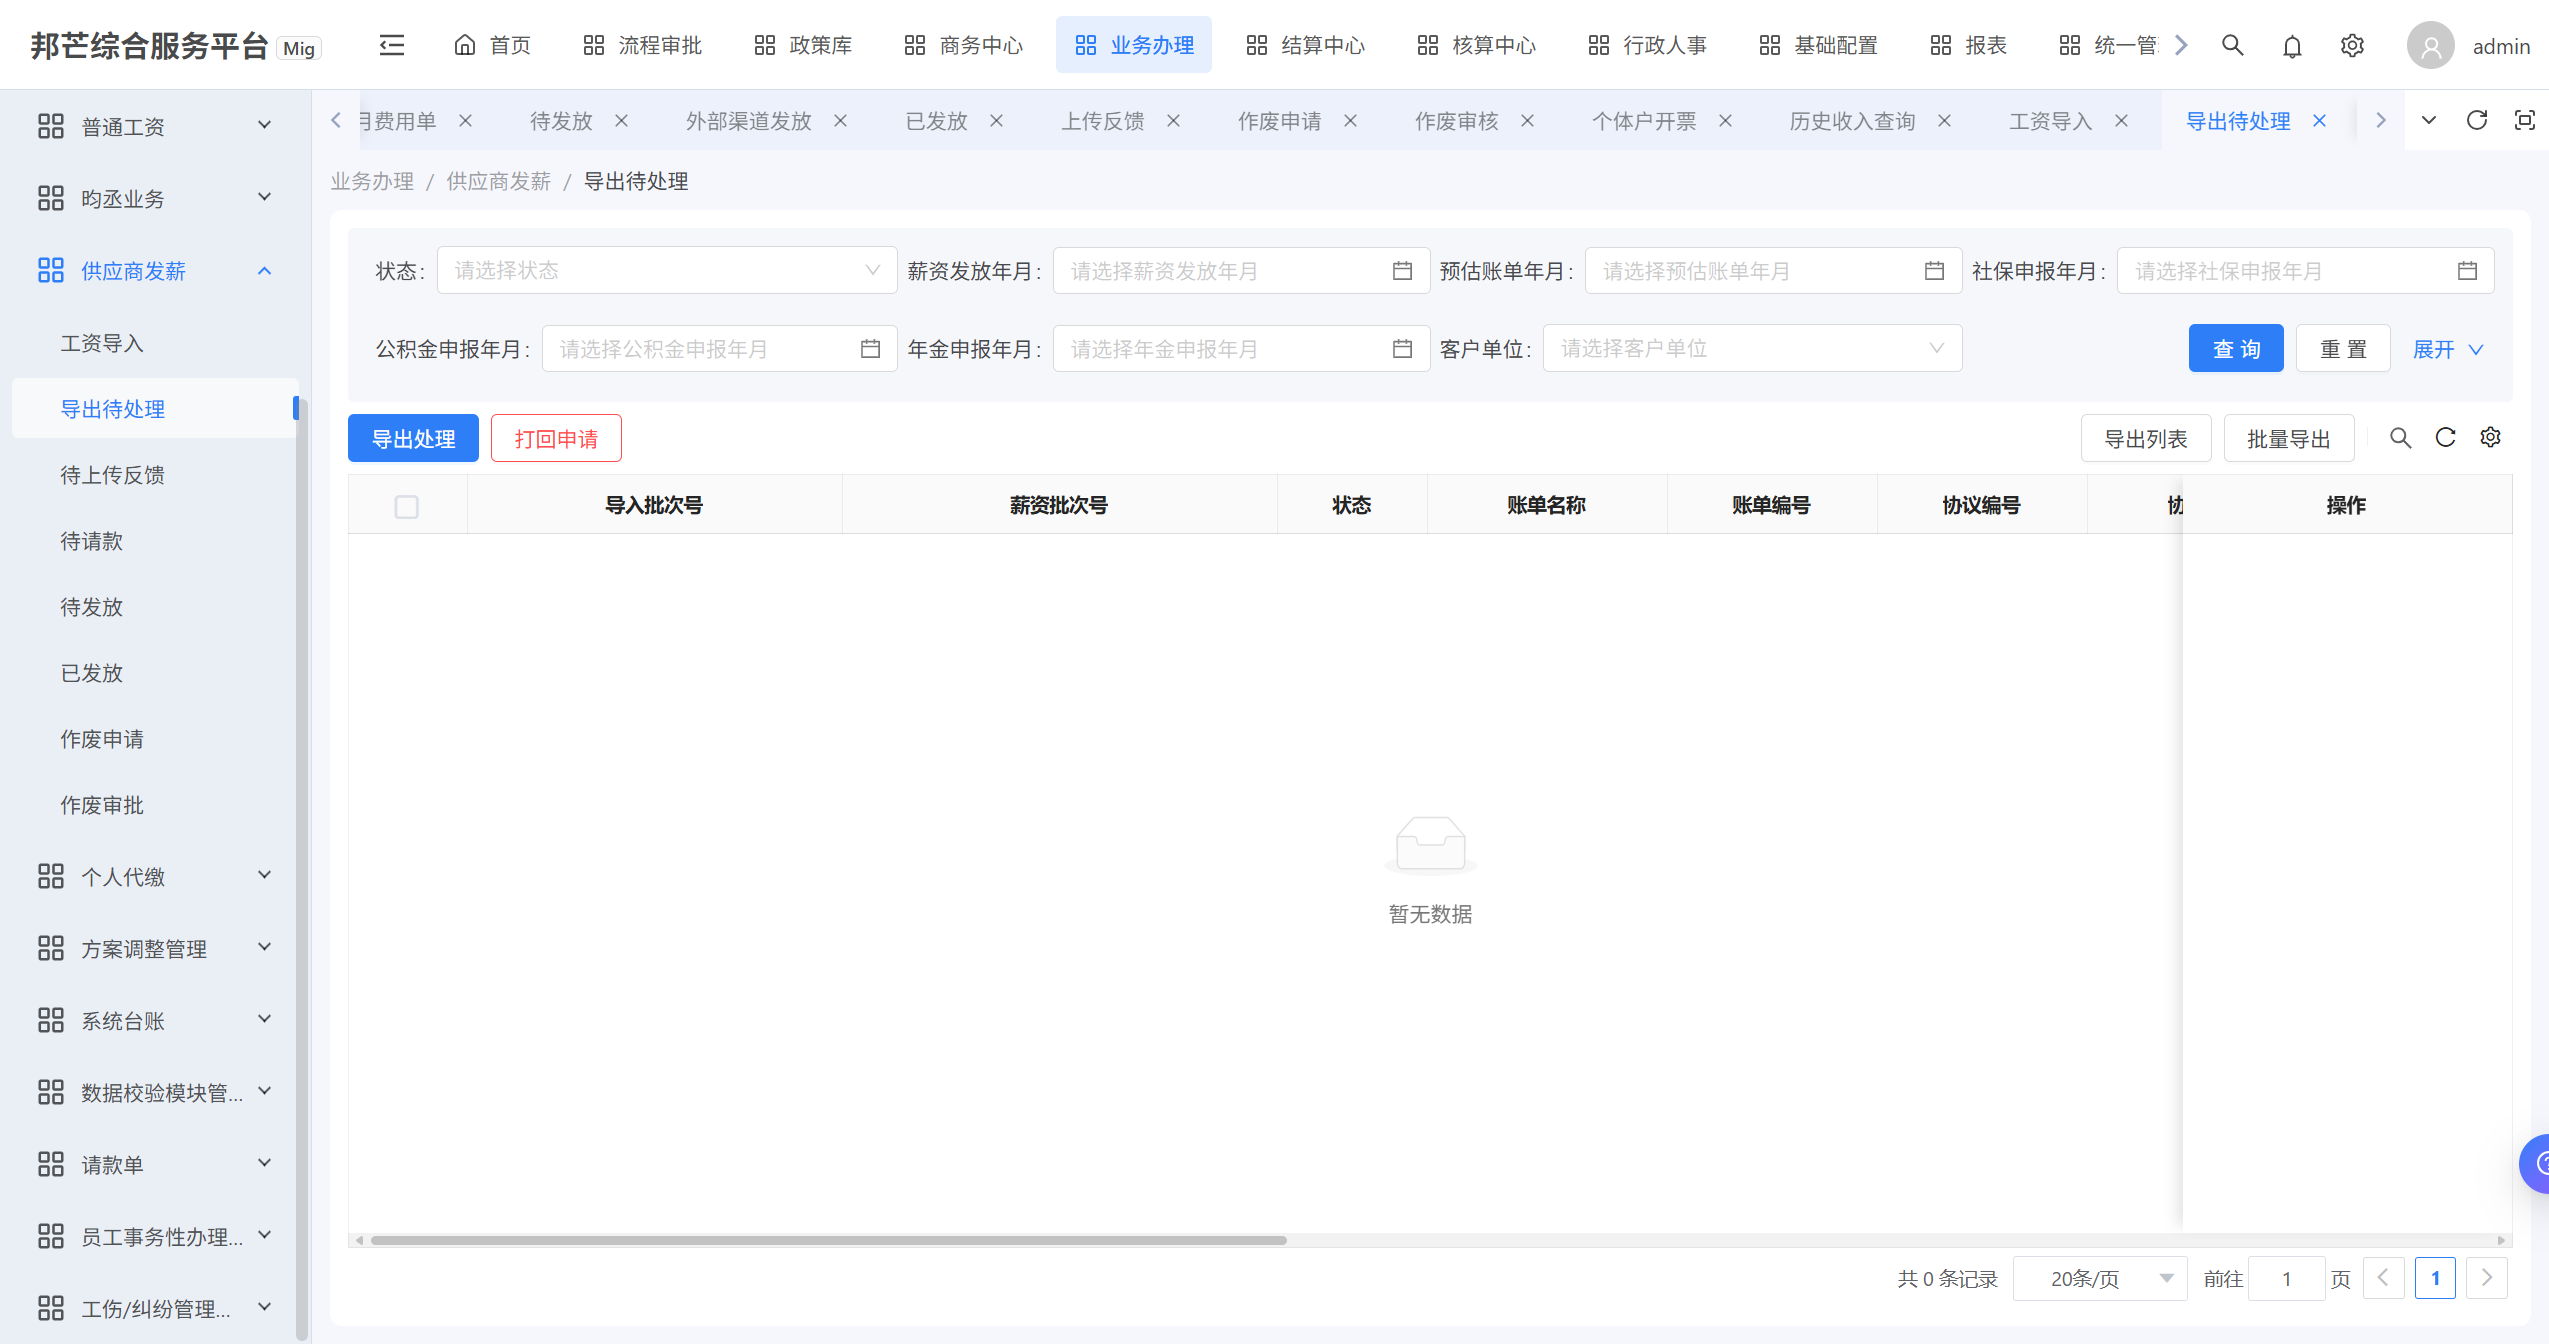 邦芒综合服务平台 Mig 首页 流程审批 政策库 商务中心 业务办理 结算中心 核算中心 行政人事 基础配置 报表 统一管 admin
月费用单 待发放 外部渠道发放 已发放 上传反馈 作废申请 作废审核 个体户开票 历史收入查询 工资导入 导出待处理
业务办理 / 供应商发薪 / 导出待处理
普通工资
昀丞业务
供应商发薪
工资导入
导出待处理
待上传反馈
待请款
待发放
已发放
作废申请
作废审批
个人代缴
方案调整管理
系统台账
数据校验模块管...
请款单
员工事务性办理...
工伤/纠纷管理...
状态: 请选择状态 薪资发放年月: 请选择薪资发放年月 预估账单年月: 请选择预估账单年月 社保申报年月: 请选择社保申报年月
公积金申报年月: 请选择公积金申报年月 年金申报年月: 请选择年金申报年月 客户单位: 请选择客户单位 查 询 重 置 展开
导出处理 打回申请 导出列表 批量导出
导入批次号 薪资批次号 状态 账单名称 账单编号 协议编号 协 操作
暂无数据
共 0 条记录 20条/页 前往 1 页 1